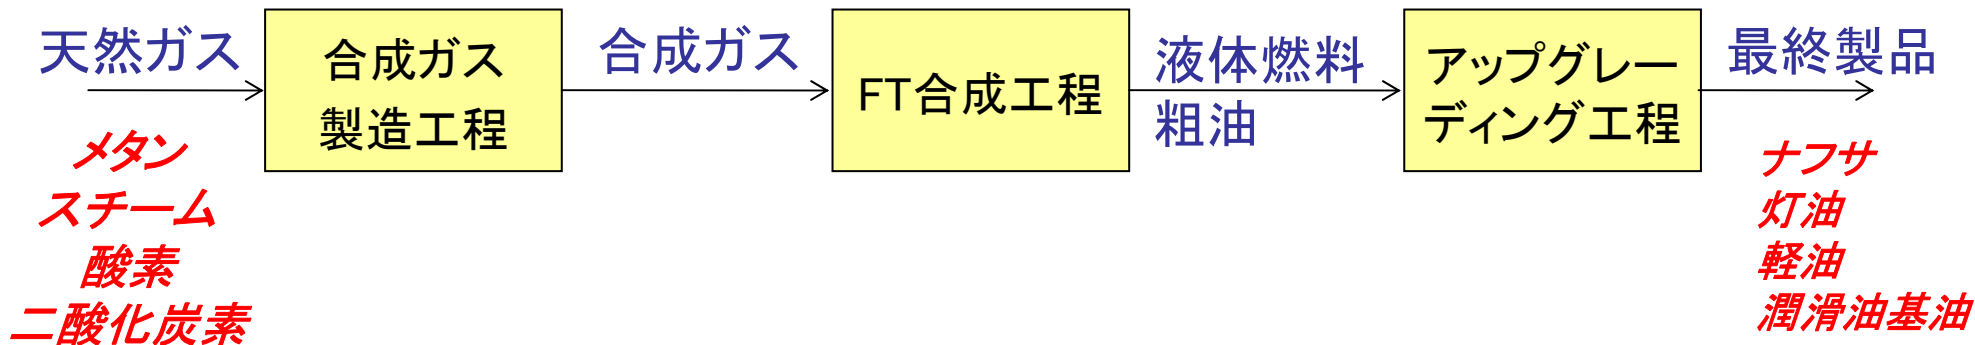 天然ガス
メタン
スチーム
酸素
二酸化炭素
合成ガス
製造工程
合成ガス
FT合成工程
液体燃料
粗油
アップグレー
ディング工程
最終製品
ナフサ
灯油
軽油
潤滑油基油